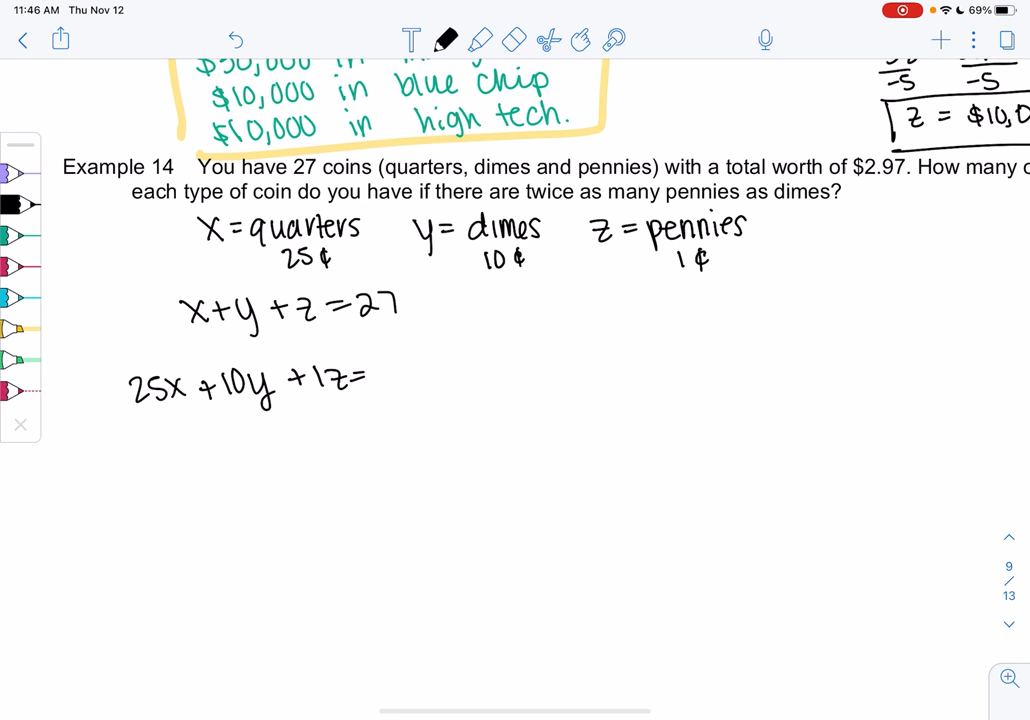 11:46 AM Thu Nov 12
69%
$10,000 in blue chip
$10,000 in high tech.
-5 -5
z = $10,0
Example 14 You have 27 coins (quarters, dimes and pennies) with a total worth of $2.97. How many
each type of coin do you have if there are twice as many pennies as dimes?
x = quarters y = dimes z = pennies
25¢ 10¢ 1¢
x+y+z=27
25x+10y+1z=
9
/
13